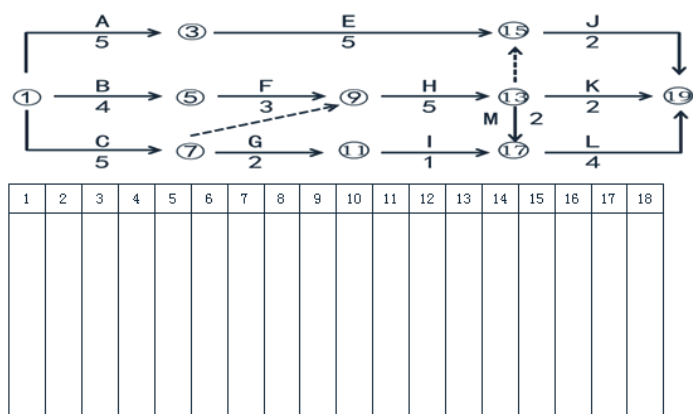 A E J
① 5 ③ 5 ⑮ 2
B F H K
① 4 ⑤ 3 ⑨ 5 ⑬ 2 ⑲
M 2
C G I L
5 ⑦ 2 ⑪ 1 ⑰ 4
1 2 3 4 5 6 7 8 9 10 11 12 13 14 15 16 17 18